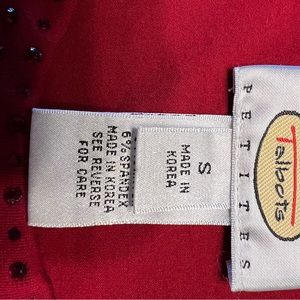 Talbots
PETITES
S
MADE IN
KOREA
6% SPANDEX
MADE IN KOREA
SEE REVERSE
FOR CARE